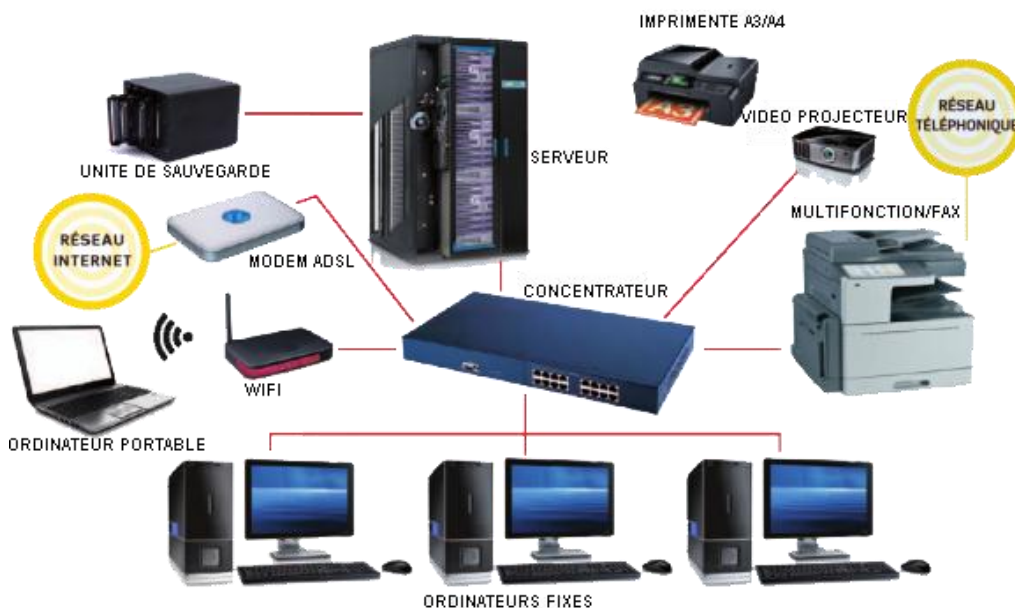 IMPRIMENTE A3/A4
RÉSEAU
TÉLÉPHONIQUE
VIDEO PROJECTEUR
SERVEUR
UNITE DE SAUVEGARDE
MULTIFONCTION/FAX
RÉSEAU
INTERNET
MODEM ADSL
CONCENTRATEUR
WIFI
ORDINATEUR PORTABLE
ORDINATEURS FIXES